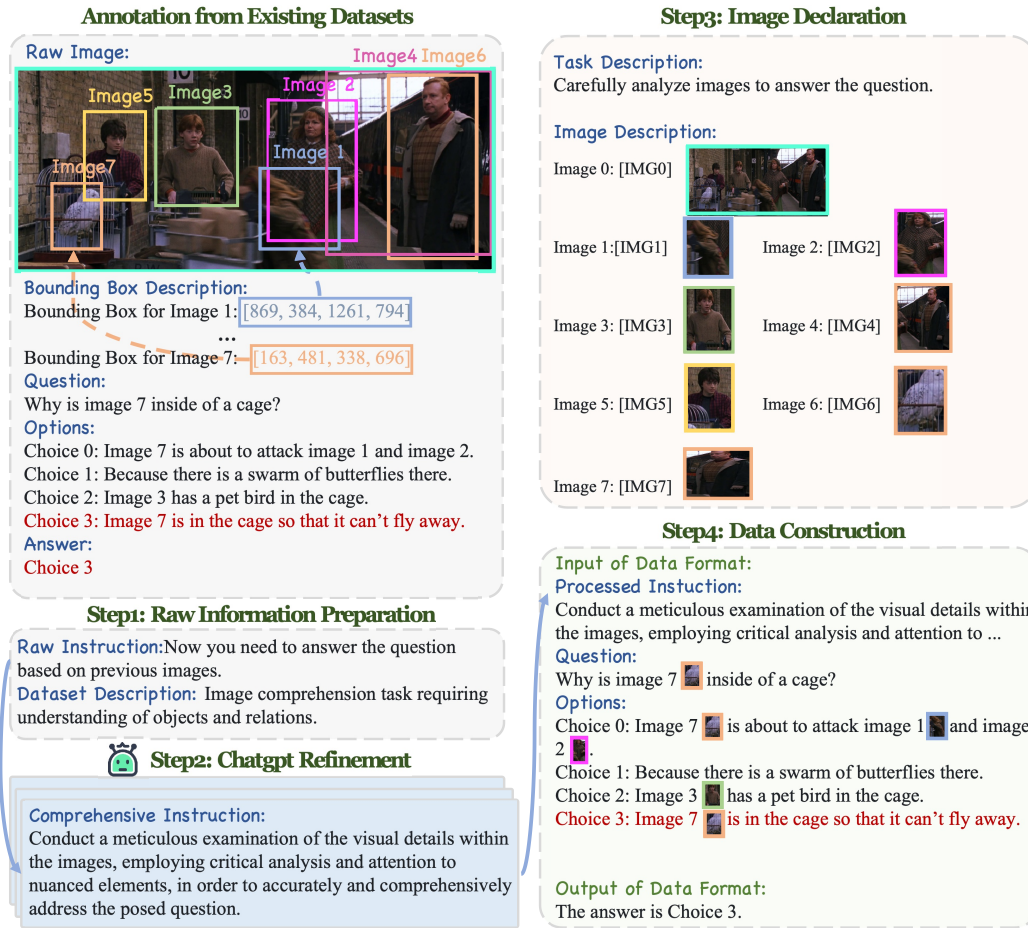 Annotation from Existing Datasets
Raw Image:
Image4 Image6
10
Image5
Image3
Image 2
10
Image 1
Image7
Bounding Box Description:
Bounding Box for Image 1: [869, 384, 1261, 794]
...
Bounding Box for Image 7: [163, 481, 338, 696]
Question:
Why is image 7 inside of a cage?
Options:
Choice 0: Image 7 is about to attack image 1 and image 2.
Choice 1: Because there is a swarm of butterflies there.
Choice 2: Image 3 has a pet bird in the cage.
Choice 3: Image 7 is in the cage so that it can't fly away.
Answer:
Choice 3
Step1: Raw Information Preparation
Raw Instruction:Now you need to answer the question
based on previous images.
Dataset Description: Image comprehension task requiring
understanding of objects and relations.
Step2: Chatgpt Refinement
Comprehensive Instruction:
Conduct a meticulous examination of the visual details within
the images, employing critical analysis and attention to
nuanced elements, in order to accurately and comprehensively
address the posed question.
Step3: Image Declaration
Task Description:
Carefully analyze images to answer the question.
Image Description:
Image 0: [IMG0]
Image 1:[IMG1] Image 2: [IMG2]
Image 3: [IMG3] Image 4: [IMG4]
Image 5: [IMG5] Image 6: [IMG6]
Image 7: [IMG7]
Step4: Data Construction
Input of Data Format:
Processed Instuction:
Conduct a meticulous examination of the visual details within
the images, employing critical analysis and attention to ...
Question:
Why is image 7 inside of a cage?
Options:
Choice 0: Image 7 is about to attack image 1 and image
2 .
Choice 1: Because there is a swarm of butterflies there.
Choice 2: Image 3 has a pet bird in the cage.
Choice 3: Image 7 is in the cage so that it can't fly away.
Output of Data Format:
The answer is Choice 3.